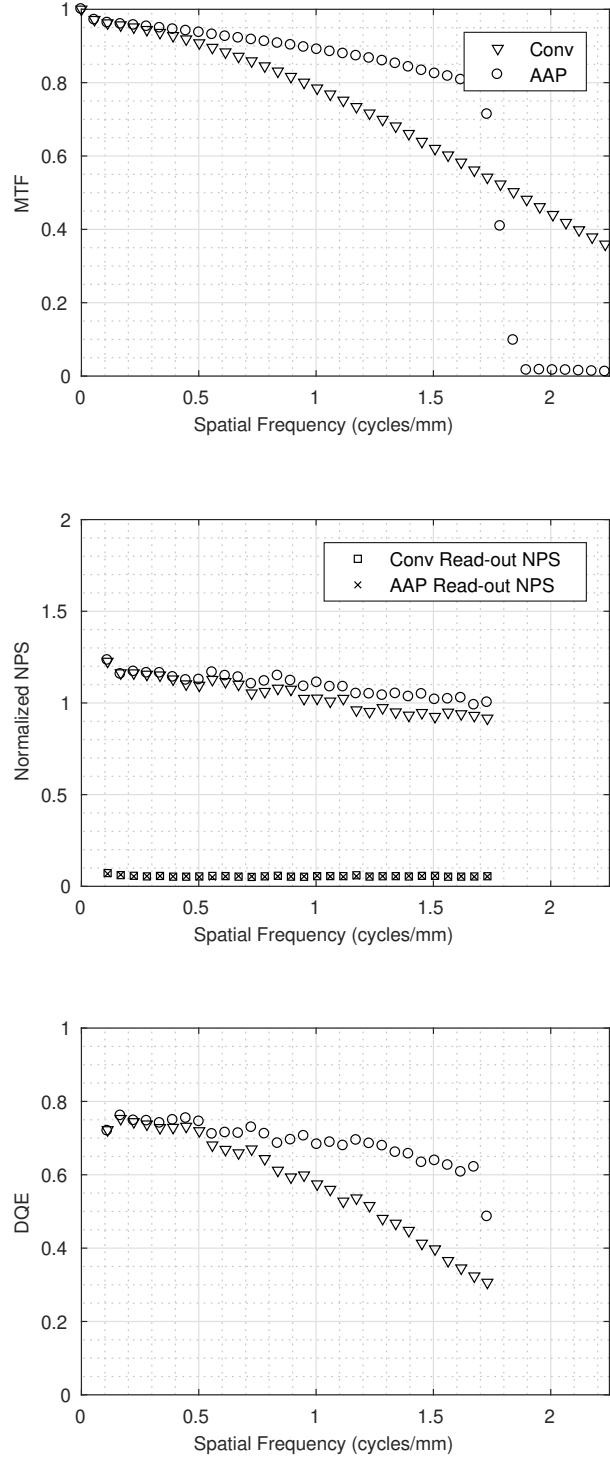 1
0.8
0.6
0.4
0.2
0
MTF
Conv
AAP
0 0.5 1 1.5 2
Spatial Frequency (cycles/mm)
2
1.5
1
0.5
0
Normalized NPS
Conv Read-out NPS
AAP Read-out NPS
0 0.5 1 1.5 2
Spatial Frequency (cycles/mm)
1
0.8
0.6
0.4
0.2
0
DQE
0 0.5 1 1.5 2
Spatial Frequency (cycles/mm)